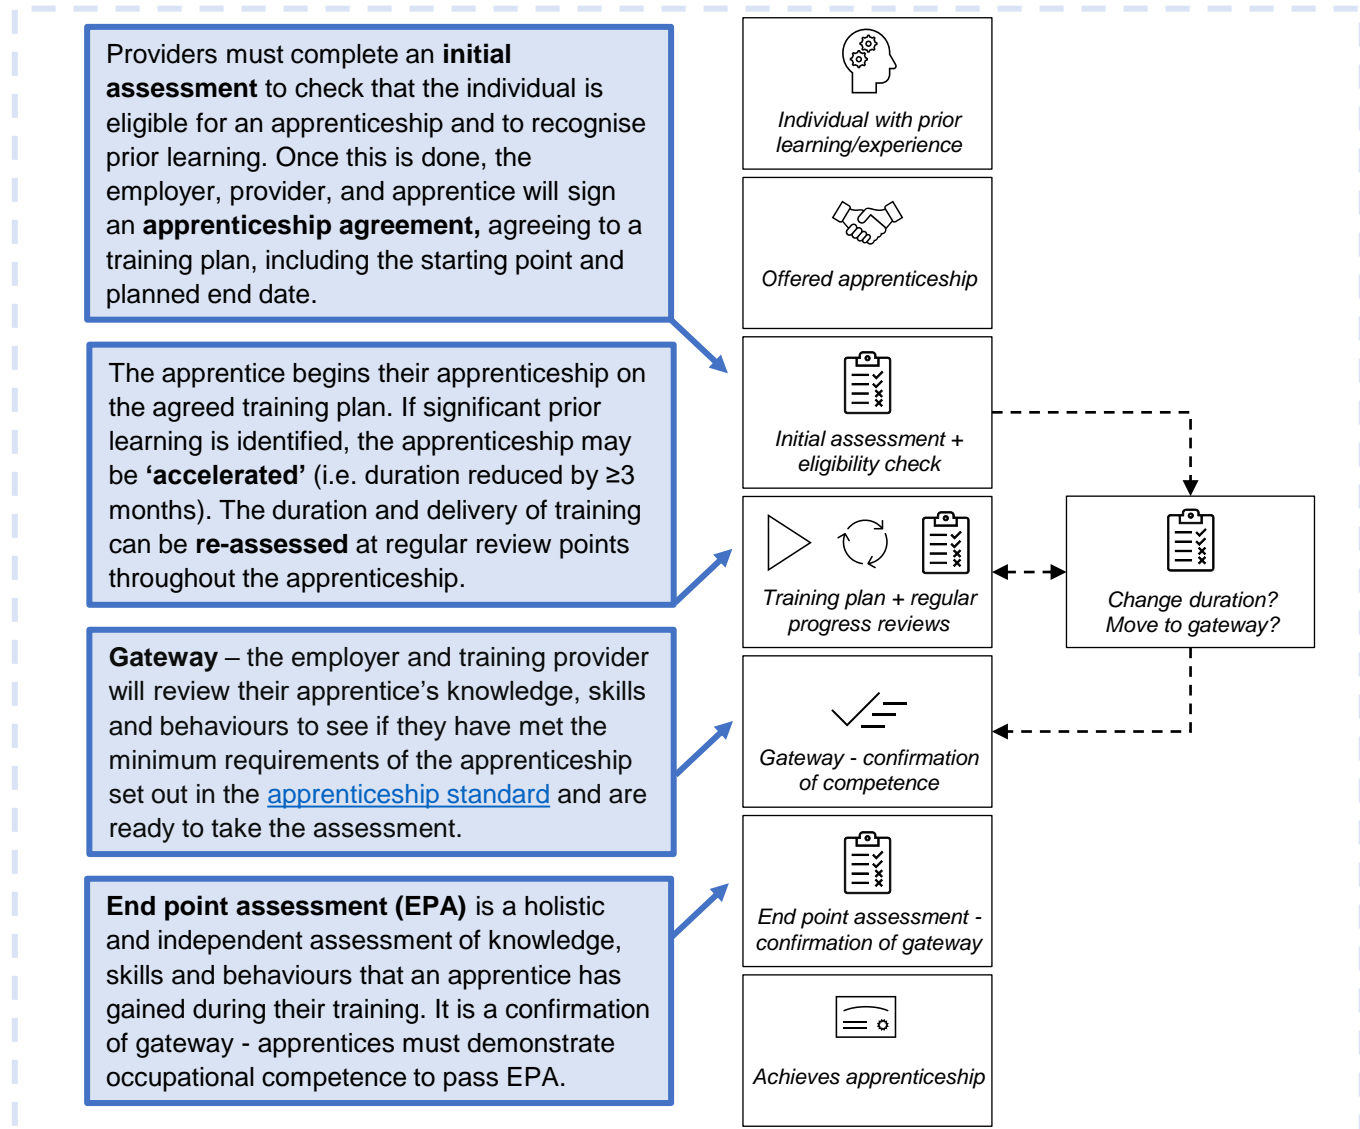 Providers must complete an initial
assessment to check that the individual is
eligible for an apprenticeship and to recognise
prior learning. Once this is done, the
employer, provider, and apprentice will sign
an apprenticeship agreement, agreeing to a
training plan, including the starting point and
planned end date.
The apprentice begins their apprenticeship on
the agreed training plan. If significant prior
learning is identified, the apprenticeship may
be ‘accelerated’ (i.e. duration reduced by ≥3
months). The duration and delivery of training
can be re-assessed at regular review points
throughout the apprenticeship.
Gateway – the employer and training provider
will review their apprentice’s knowledge, skills
and behaviours to see if they have met the
minimum requirements of the apprenticeship
set out in the apprenticeship standard and are
ready to take the assessment.
End point assessment (EPA) is a holistic
and independent assessment of knowledge,
skills and behaviours that an apprentice has
gained during their training. It is a confirmation
of gateway - apprentices must demonstrate
occupational competence to pass EPA.
Individual with prior
learning/experience
Offered apprenticeship
Initial assessment +
eligibility check
Training plan + regular
progress reviews
Change duration?
Move to gateway?
Gateway - confirmation
of competence
End point assessment -
confirmation of gateway
Achieves apprenticeship